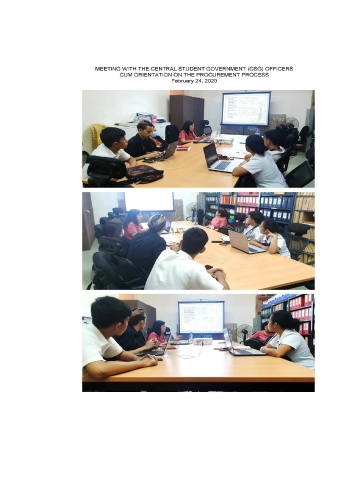 MEETING WITH THE CENTRAL STUDENT GOVERNMENT (CSG) OFFICERS
CUM ORIENTATION ON THE PROCUREMENT PROCESS
February 24, 2020